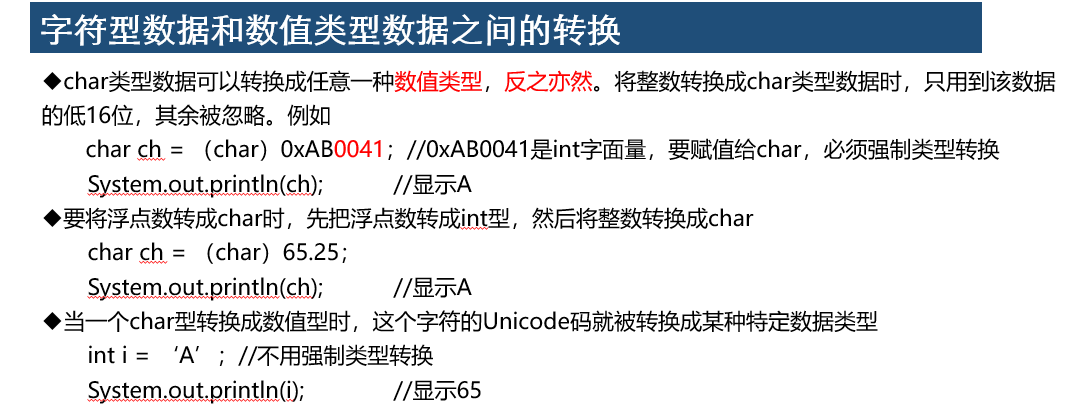 字符型数据和数值类型数据之间的转换
◆char类型数据可以转换成任意一种数值类型，反之亦然。将整数转换成char类型数据时，只用到该数据
的低16位，其余被忽略。例如
char ch = （char）0xAB0041；//0xAB0041是int字面量，要赋值给char，必须强制类型转换
System.out.println(ch); //显示A
◆要将浮点数转成char时，先把浮点数转成int型，然后将整数转换成char
char ch = （char）65.25；
System.out.println(ch); //显示A
◆当一个char型转换成数值型时，这个字符的Unicode码就被转换成某种特定数据类型
int i = ‘A’；//不用强制类型转换
System.out.println(i); //显示65